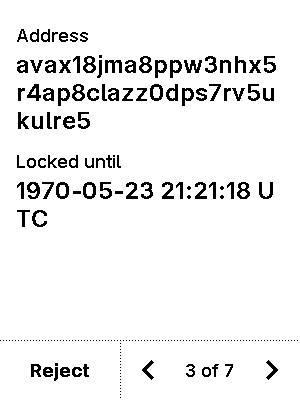 Address
avax18jma8ppw3nhx5
r4ap8clazz0dps7rv5u
kulre5
Locked until
1970-05-23 21:21:18 U
TC
Reject
3 of 7